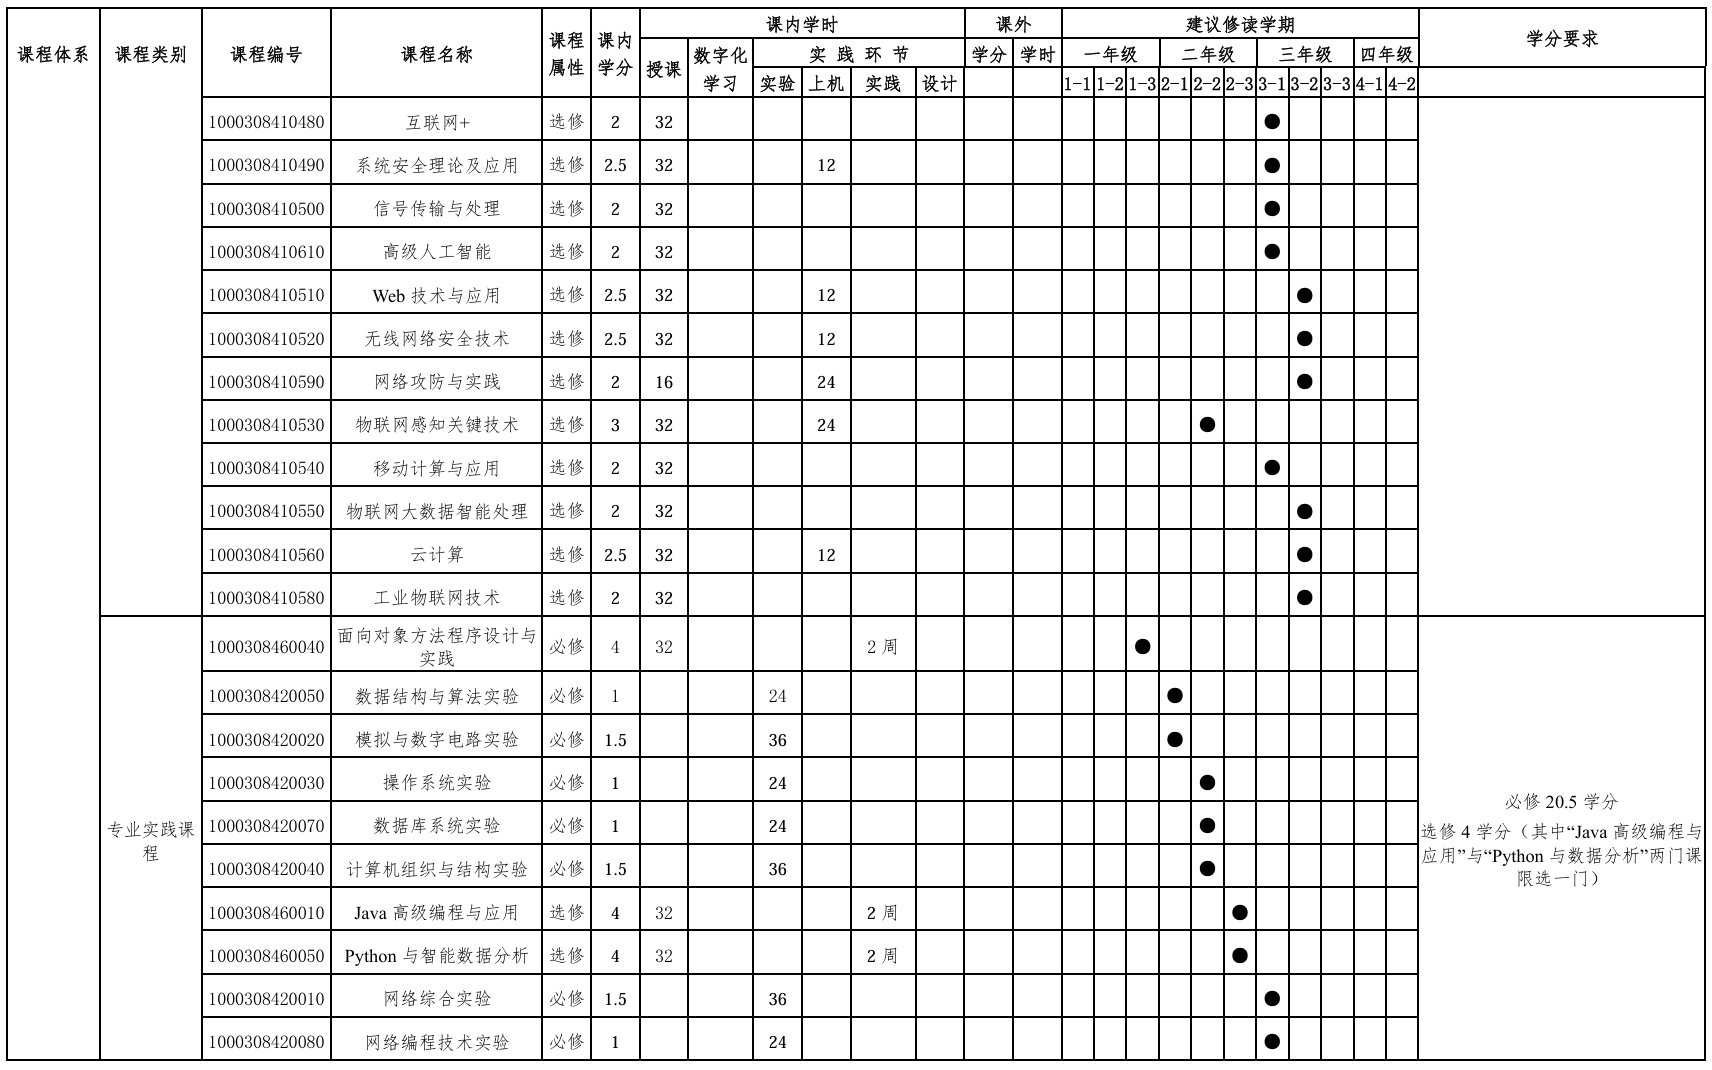 课程体系 课程类别 课程编号 课程名称 课程属性 课内学分 课内学时 课外 建议修读学期 学分要求
授课 数字化学习 实 践 环 节 学分 学时 一年级 二年级 三年级 四年级
实验 上机 实践 设计 1-1 1-2 1-3 2-1 2-2 2-3 3-1 3-2 3-3 4-1 4-2
1000308410480 互联网+ 选修 2 32 ●
1000308410490 系统安全理论及应用 选修 2.5 32 12 ●
1000308410500 信号传输与处理 选修 2 32 ●
1000308410610 高级人工智能 选修 2 32 ●
1000308410510 Web 技术与应用 选修 2.5 32 12 ●
1000308410520 无线网络安全技术 选修 2.5 32 12 ●
1000308410590 网络攻防与实践 选修 2 16 24 ●
1000308410530 物联网感知关键技术 选修 3 32 24 ●
1000308410540 移动计算与应用 选修 2 32 ●
1000308410550 物联网大数据智能处理 选修 2 32 ●
1000308410560 云计算 选修 2.5 32 12 ●
1000308410580 工业物联网技术 选修 2 32 ●
专业实践课
程
1000308460040 面向对象方法程序设计与
实践 必修 4 32 2 周 ●
1000308420050 数据结构与算法实验 必修 1 24 ●
1000308420020 模拟与数字电路实验 必修 1.5 36 ●
1000308420030 操作系统实验 必修 1 24 ●
1000308420070 数据库系统实验 必修 1 24 ●
1000308420040 计算机组织与结构实验 必修 1.5 36 ●
1000308460010 Java 高级编程与应用 选修 4 32 2 周 ●
1000308460050 Python 与智能数据分析 选修 4 32 2 周 ●
1000308420010 网络综合实验 必修 1.5 36 ●
1000308420080 网络编程技术实验 必修 1 24 ●
必修 20.5 学分
选修 4 学分（其中“Java 高级编程与
应用”与“Python 与数据分析”两门课
限选一门）